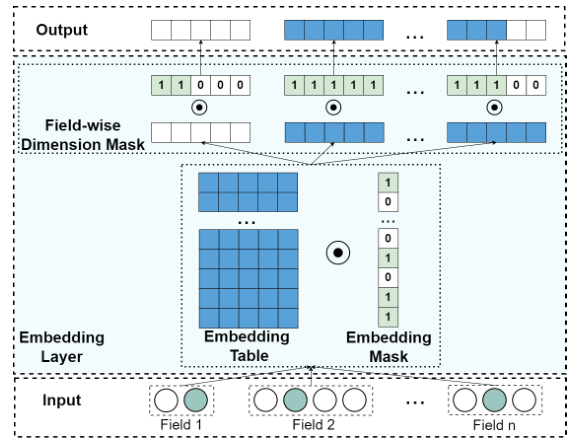 Output
...
1 1 0 0 0
1 1 1 1 1
...
1 1 1 0 0
Field-wise
Dimension Mask
...
1
0
...
...
0
1
0
1
1
Embedding
Layer
Embedding
Table
Embedding
Mask
Input
...
Field 1
Field 2
Field n